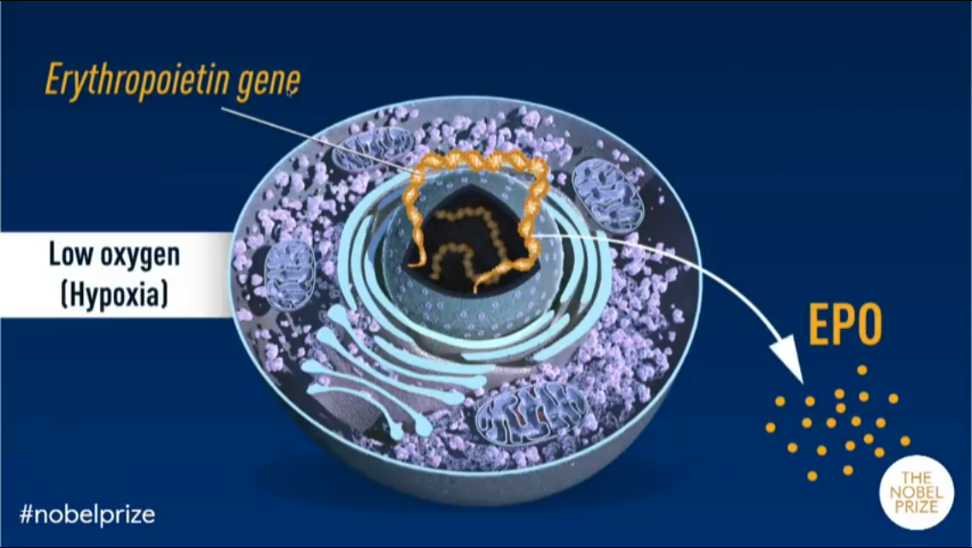 Erythropoietin gene
Low oxygen
(Hypoxia)
EPO
THE
NOBEL
PRIZE
#nobelprize